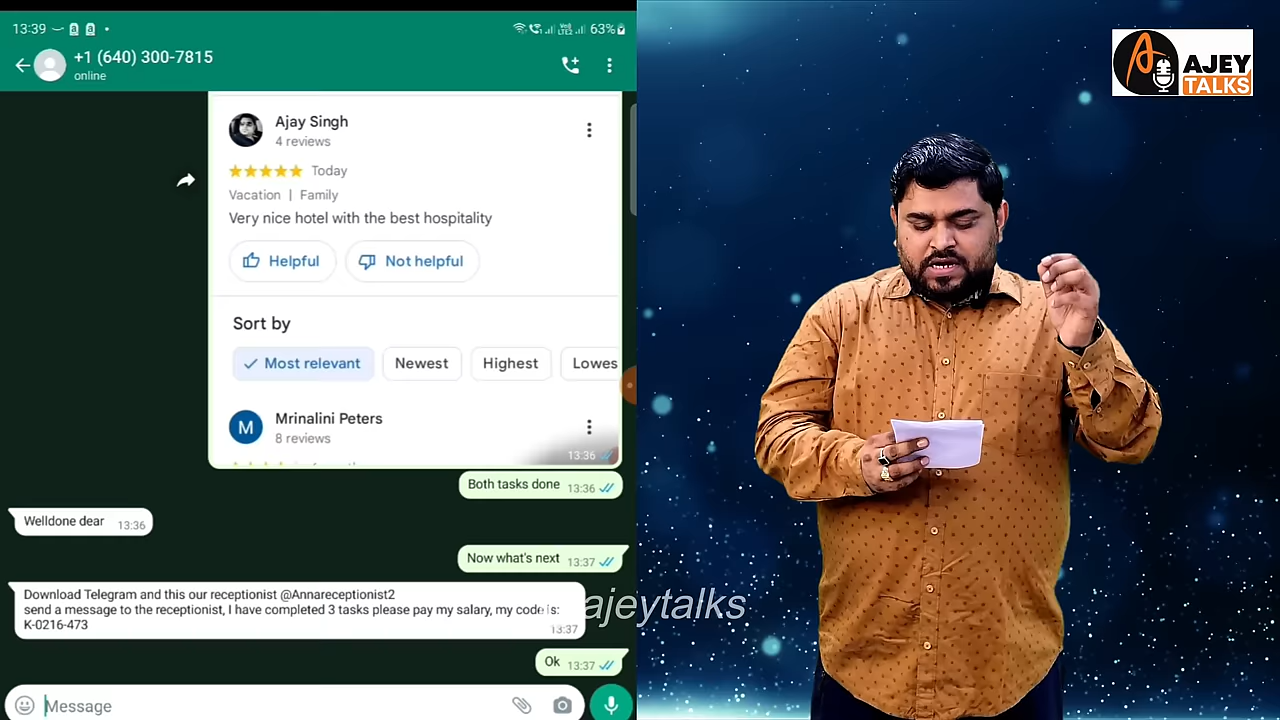 13:39
63%
+1 (640) 300-7815
online
Ajay Singh
4 reviews
Today
Vacation | Family
Very nice hotel with the best hospitality
Helpful
Not helpful
Sort by
Most relevant
Newest
Highest
Lowes
M
Mrinalini Peters
8 reviews
13:36
Both tasks done 13:36
Welldone dear 13:36
Now what's next 13:37
Download Telegram and this our receptionist @Annareceptionist2
send a message to the receptionist, I have completed 3 tasks please pay my salary, my code is:
K-0216-473
13:37
Ok 13:37
Message
AJEY
TALKS
ajeytalks